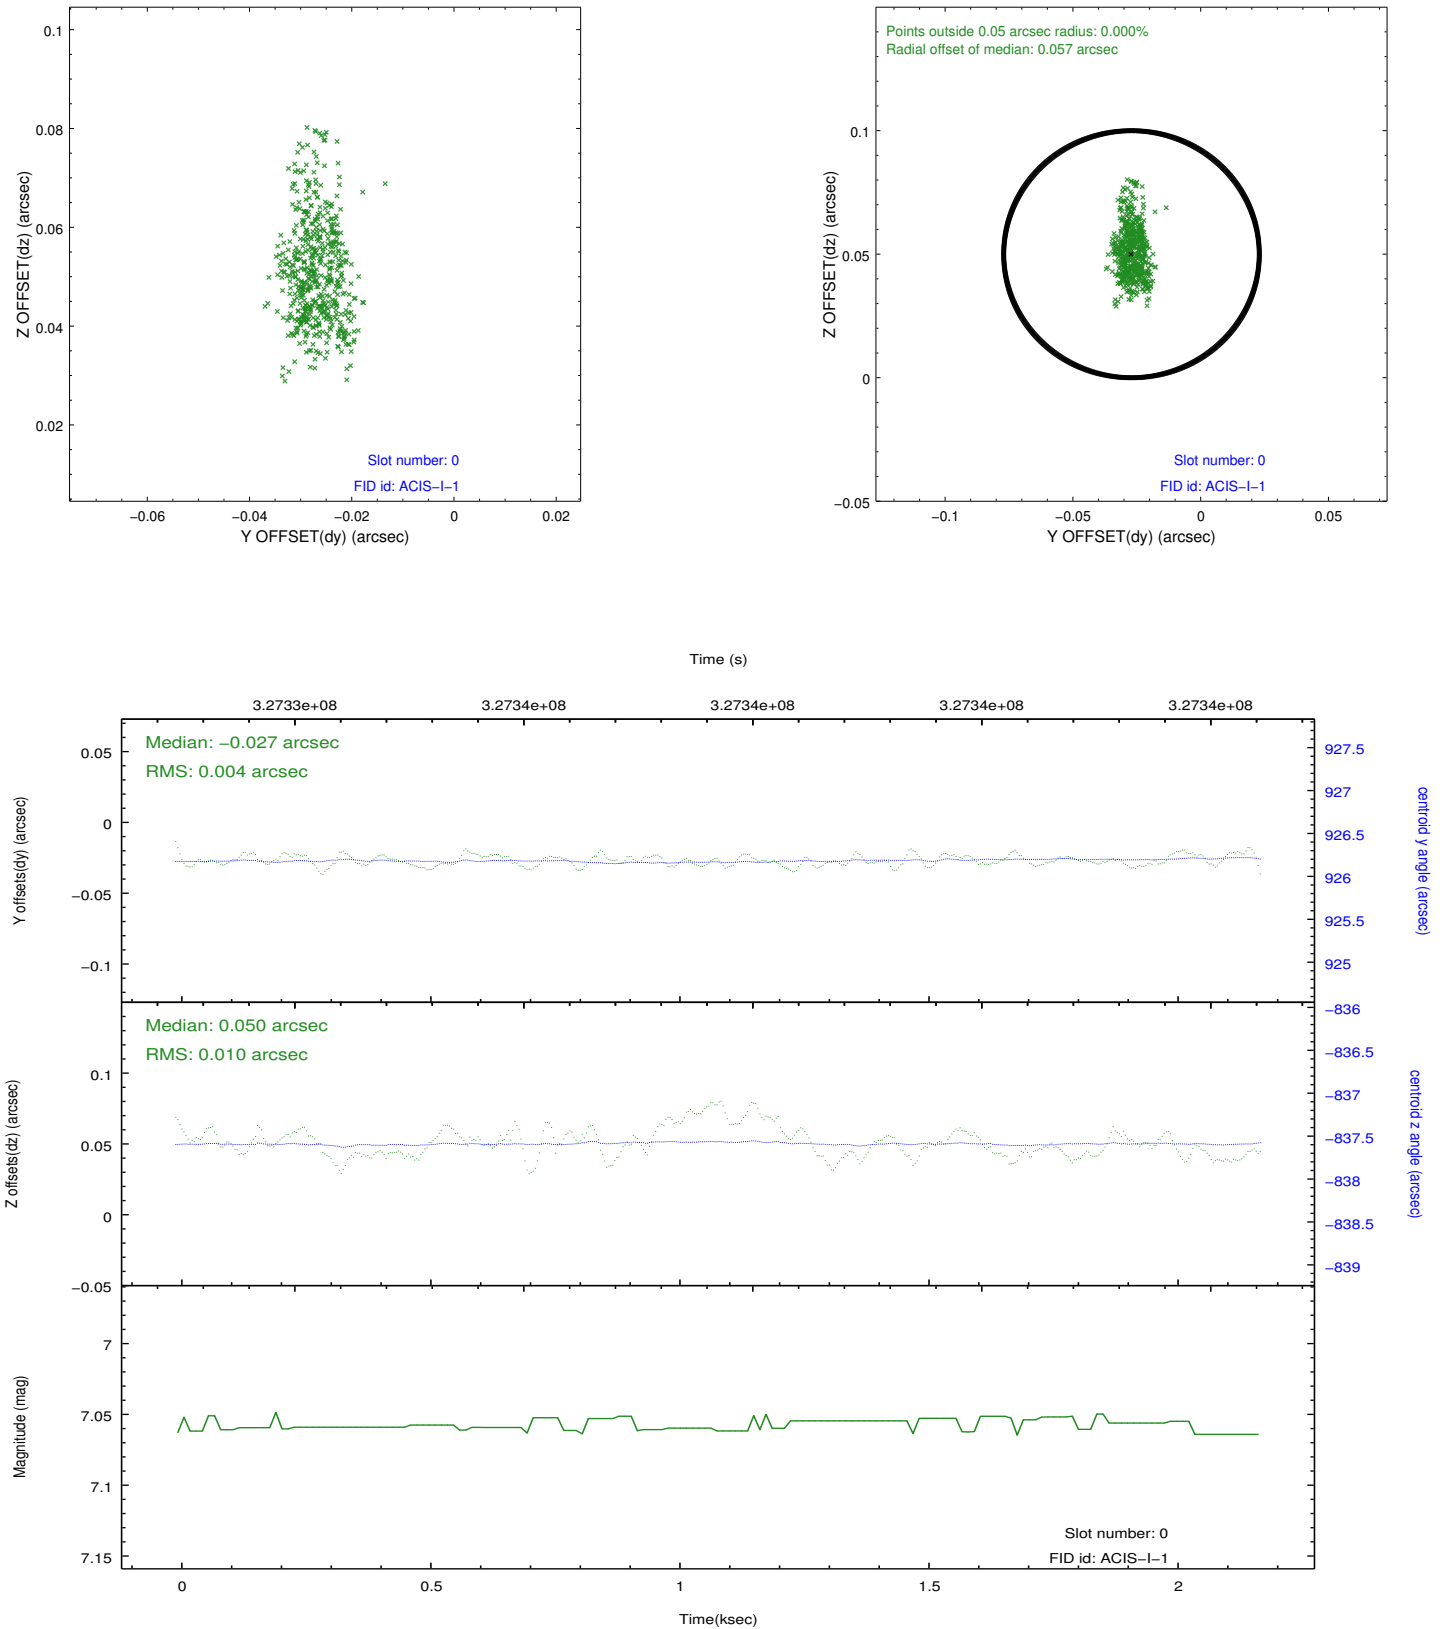 0.1
0.08
0.06
0.04
0.02
Z OFFSET(dz) (arcsec)
Slot number: 0
FID id: ACIS−I−1
−0.06 −0.04 −0.02 0 0.02
Y OFFSET(dy) (arcsec)
Points outside 0.05 arcsec radius: 0.000%
Radial offset of median: 0.057 arcsec
0.1
0.05
0
−0.05
Z OFFSET(dz) (arcsec)
Slot number: 0
FID id: ACIS−I−1
−0.1 −0.05 0 0.05
Y OFFSET(dy) (arcsec)
Time (s)
3.2733e+08 3.2734e+08 3.2734e+08 3.2734e+08 3.2734e+08
Median: −0.027 arcsec
RMS: 0.004 arcsec
0.05
0
−0.05
−0.1
Y offsets(dy) (arcsec)
927.5
927
926.5
926
925.5
925
centroid y angle (arcsec)
Median: 0.050 arcsec
RMS: 0.010 arcsec
0.1
0.05
0
−0.05
Z offsets(dz) (arcsec)
−836
−836.5
−837
−837.5
−838
−838.5
−839
centroid z angle (arcsec)
7
7.05
7.1
7.15
Magnitude (mag)
Slot number: 0
FID id: ACIS−I−1
0 0.5 1 1.5 2
Time(ksec)